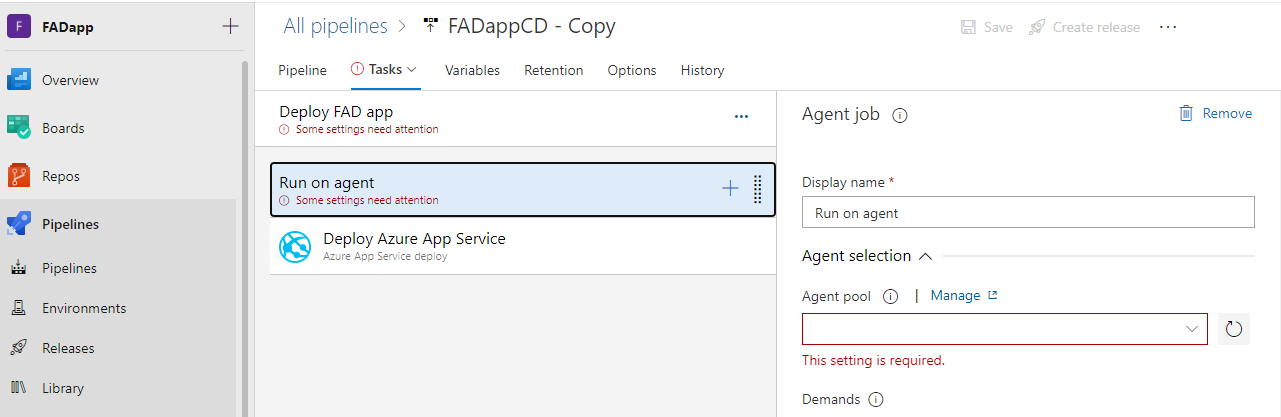 F FADapp
Overview
Boards
Repos
Pipelines
Pipelines
Environments
Releases
Library
All pipelines > FADappCD - Copy
Save Create release ...
Pipeline Tasks Variables Retention Options History
Deploy FAD app
Some settings need attention
...
Run on agent
Some settings need attention
Deploy Azure App Service
Azure App Service deploy
Agent job
Remove
Display name *
Run on agent
Agent selection
Agent pool | Manage
This setting is required.
Demands